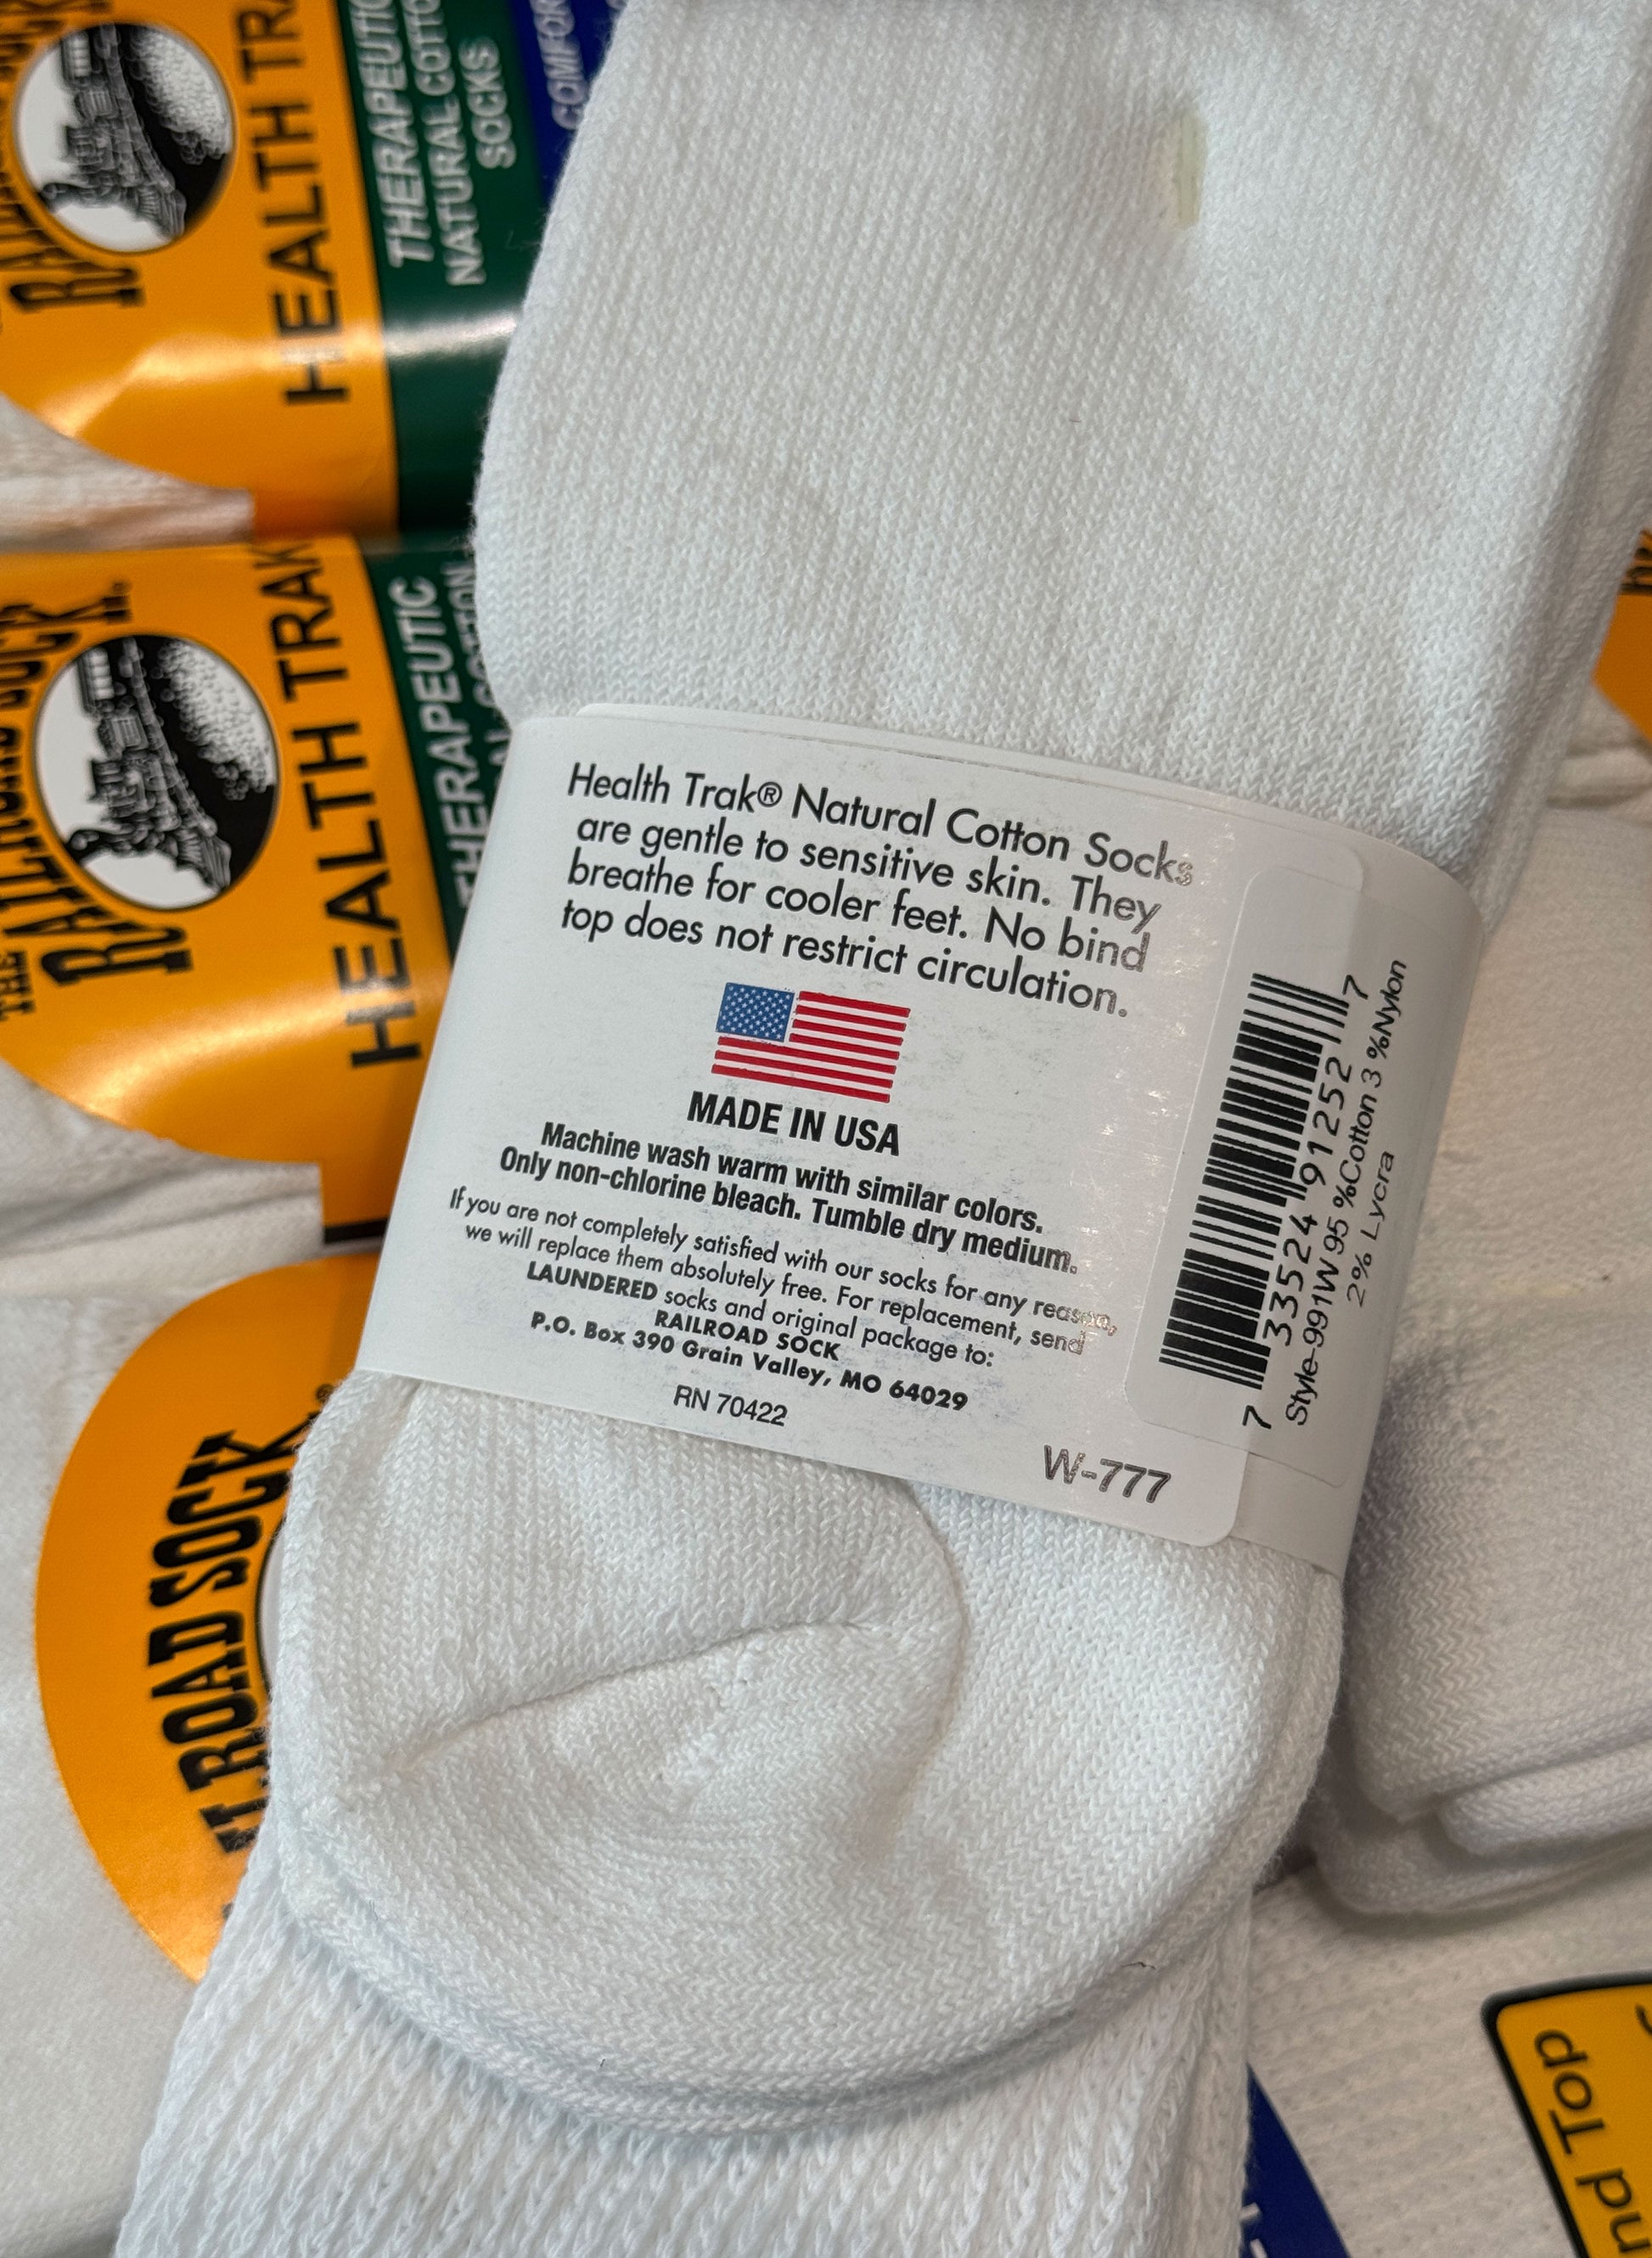 HEALTH TRA
THERAPEUTIC
NATURAL COTTO
SOCKS
COMFOR
THE
RAILROAD SOCK
HEALTH TRAK
THERAPEUTIC
Health Trak® Natural Cotton Socks
are gentle to sensitive skin. They
breathe for cooler feet. No bind
top does not restrict circulation.
MADE IN USA
Machine wash warm with similar colors.
Only non-chlorine bleach. Tumble dry medium.
If you are not completely satisfied with our socks for any reason,
we will replace them absolutely free. For replacement, send
LAUNDERED socks and original package to:
RAILROAD SOCK
P.O. Box 390 Grain Valley, MO 64029
RN 70422
W-777
7 33524 91252 7
Style-991W 95 %Cotton 3 %Nylon
2% Lycra
RAILROAD SOCK
nd Top